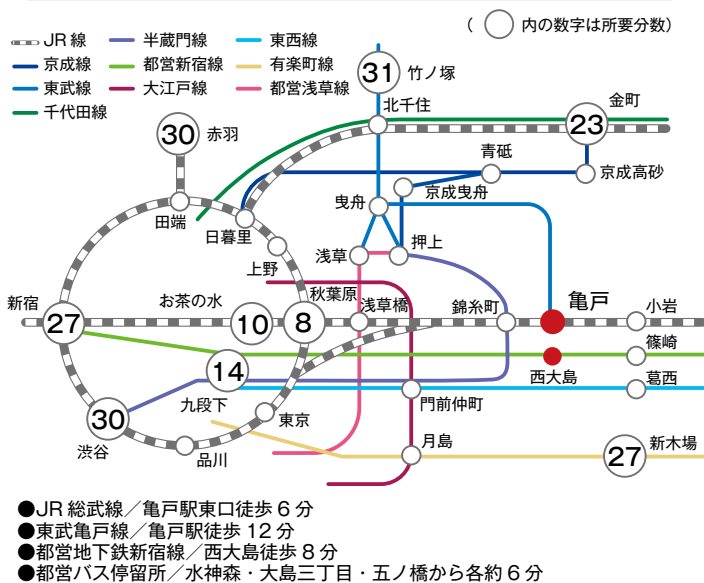 ( 〇 内の数字は所要分数)
JR 線 半蔵門線 東西線
京成線 都営新宿線 有楽町線
東武線 大江戸線 都営浅草線
千代田線
31 竹ノ塚
北千住
金町
23
30 赤羽
青砥
京成高砂
京成曳舟
曳舟
田端
日暮里
押上
浅草
上野
秋葉原
浅草橋
お茶の水
新宿
錦糸町
亀戸
小岩
27
10
8
篠崎
14
西大島
葛西
九段下
門前仲町
30
東京
渋谷
品川
月島
27 新木場
●JR 総武線／亀戸駅東口徒歩 6 分
●東武亀戸線／亀戸駅徒歩 12 分
●都営地下鉄新宿線／西大島徒歩 8 分
●都営バス停留所／水神森・大島三丁目・五ノ橋から各約 6 分